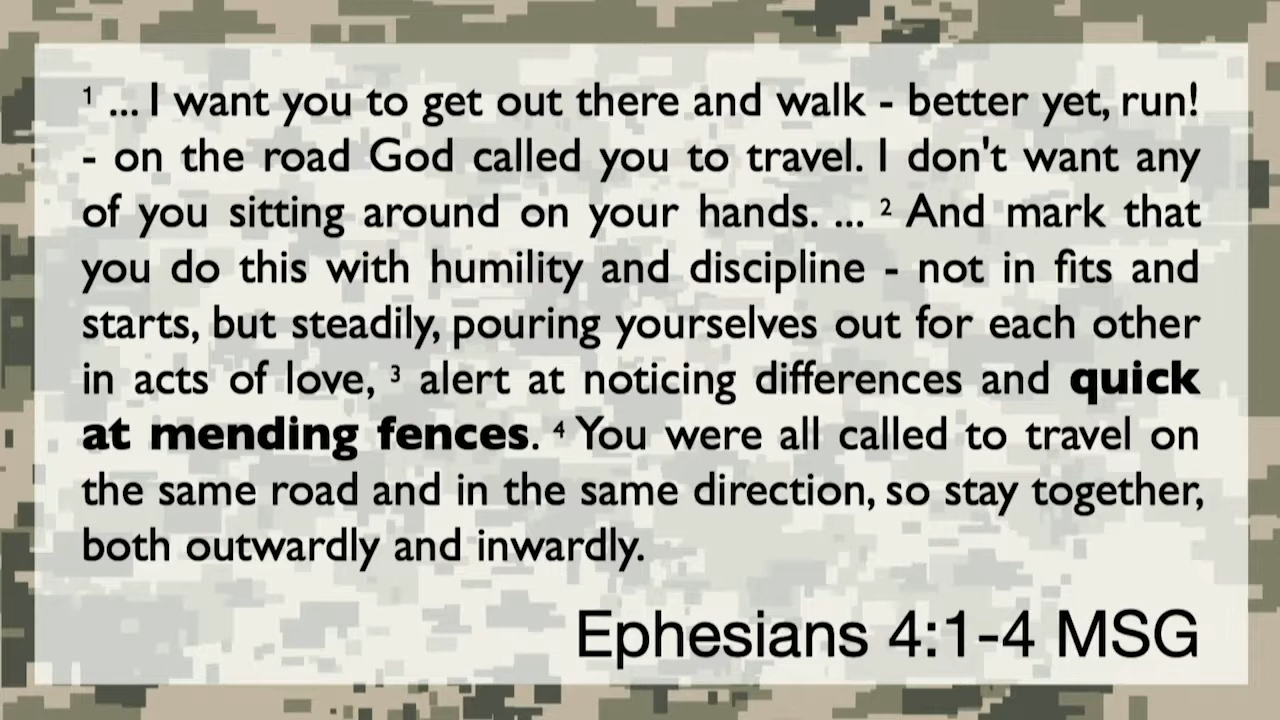 1 ... I want you to get out there and walk - better yet, run!
- on the road God called you to travel. I don't want any
of you sitting around on your hands. ... 2 And mark that
you do this with humility and discipline - not in fits and
starts, but steadily, pouring yourselves out for each other
in acts of love, 3 alert at noticing differences and quick
at mending fences. 4 You were all called to travel on
the same road and in the same direction, so stay together,
both outwardly and inwardly.
Ephesians 4:1-4 MSG